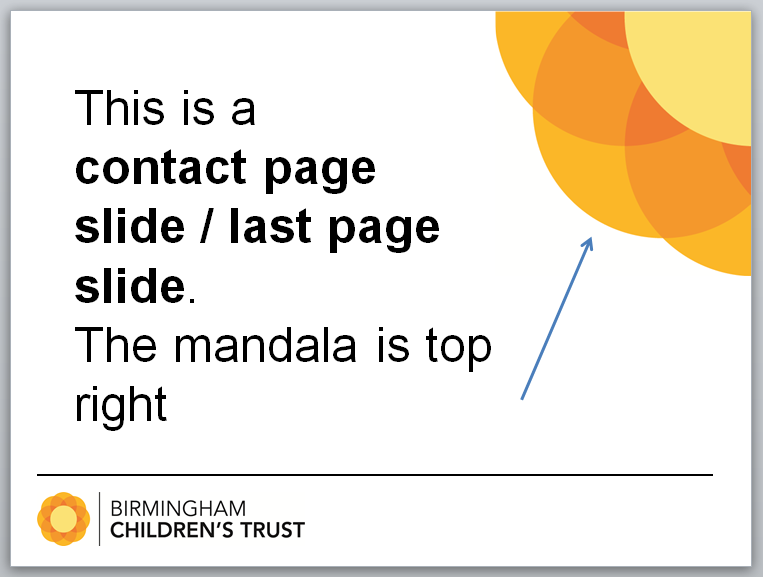 This is a
contact page
slide / last page
slide.
The mandala is top
right
BIRMINGHAM
CHILDREN'S TRUST